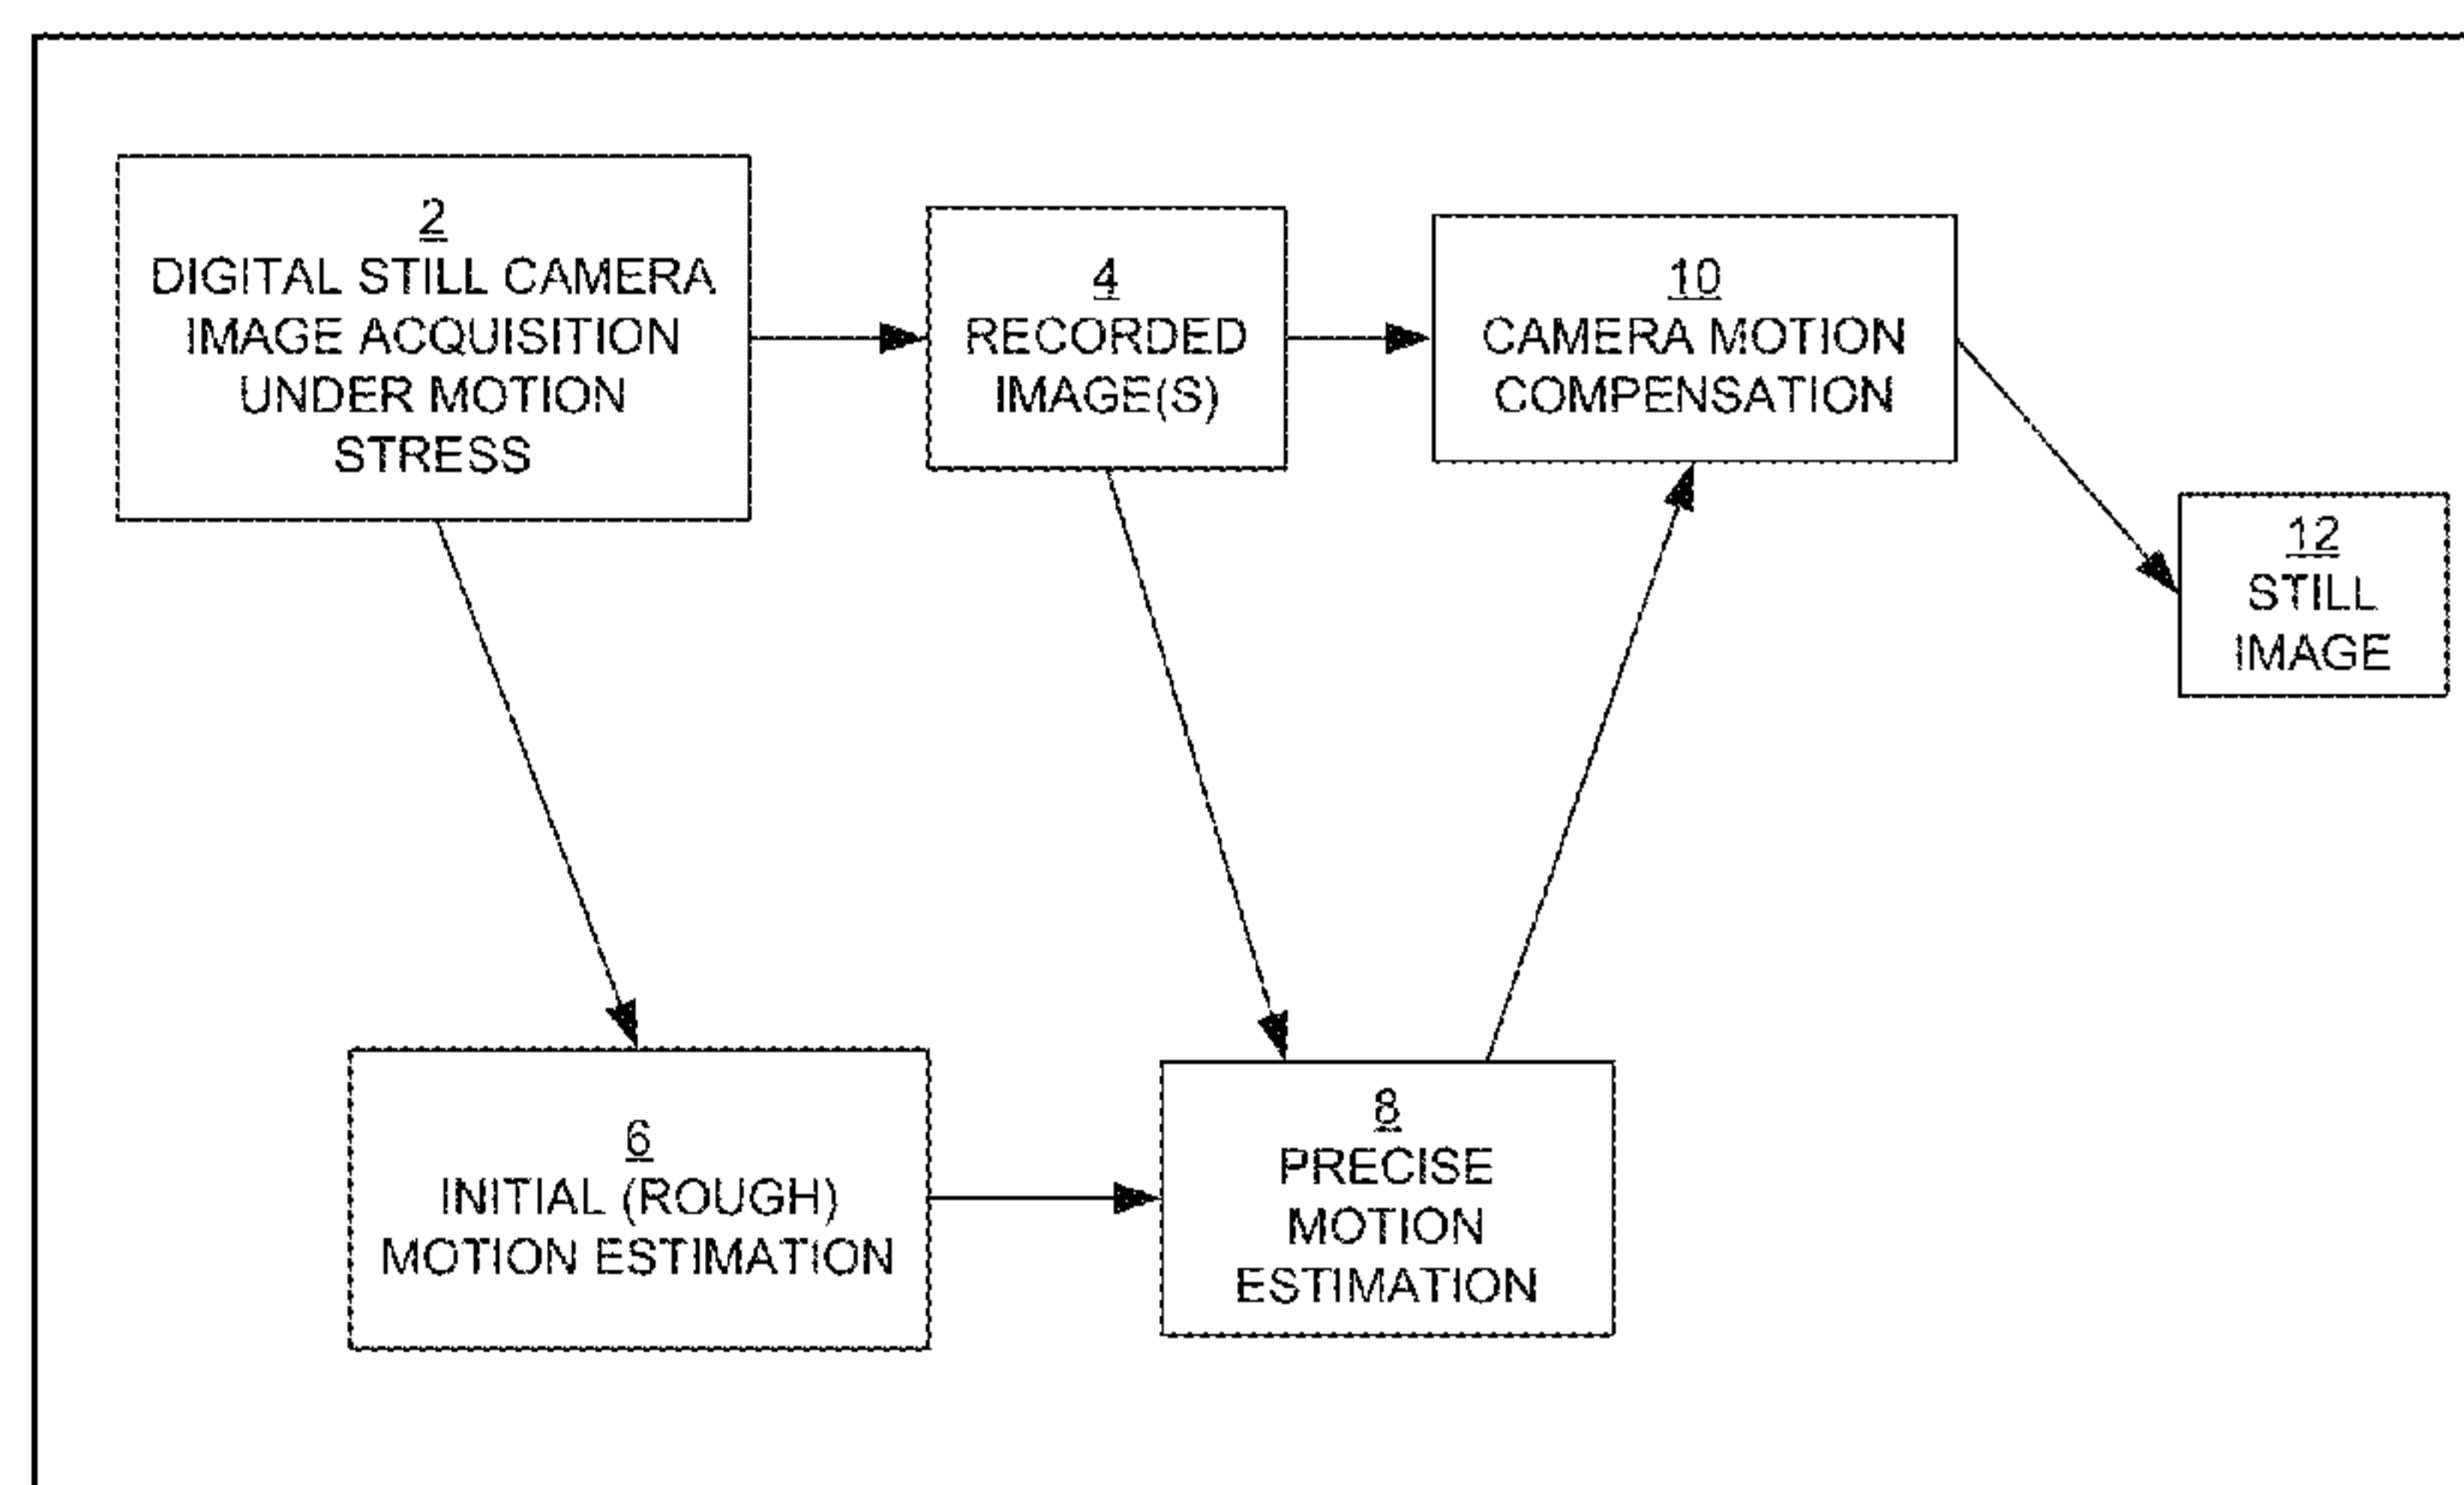 2
DIGITAL STILL CAMERA
IMAGE ACQUISITION
UNDER MOTION
STRESS
4
RECORDED
IMAGE(S)
10
CAMERA MOTION
COMPENSATION
12
STILL
IMAGE
6
INITIAL (ROUGH)
MOTION ESTIMATION
8
PRECISE
MOTION
ESTIMATION